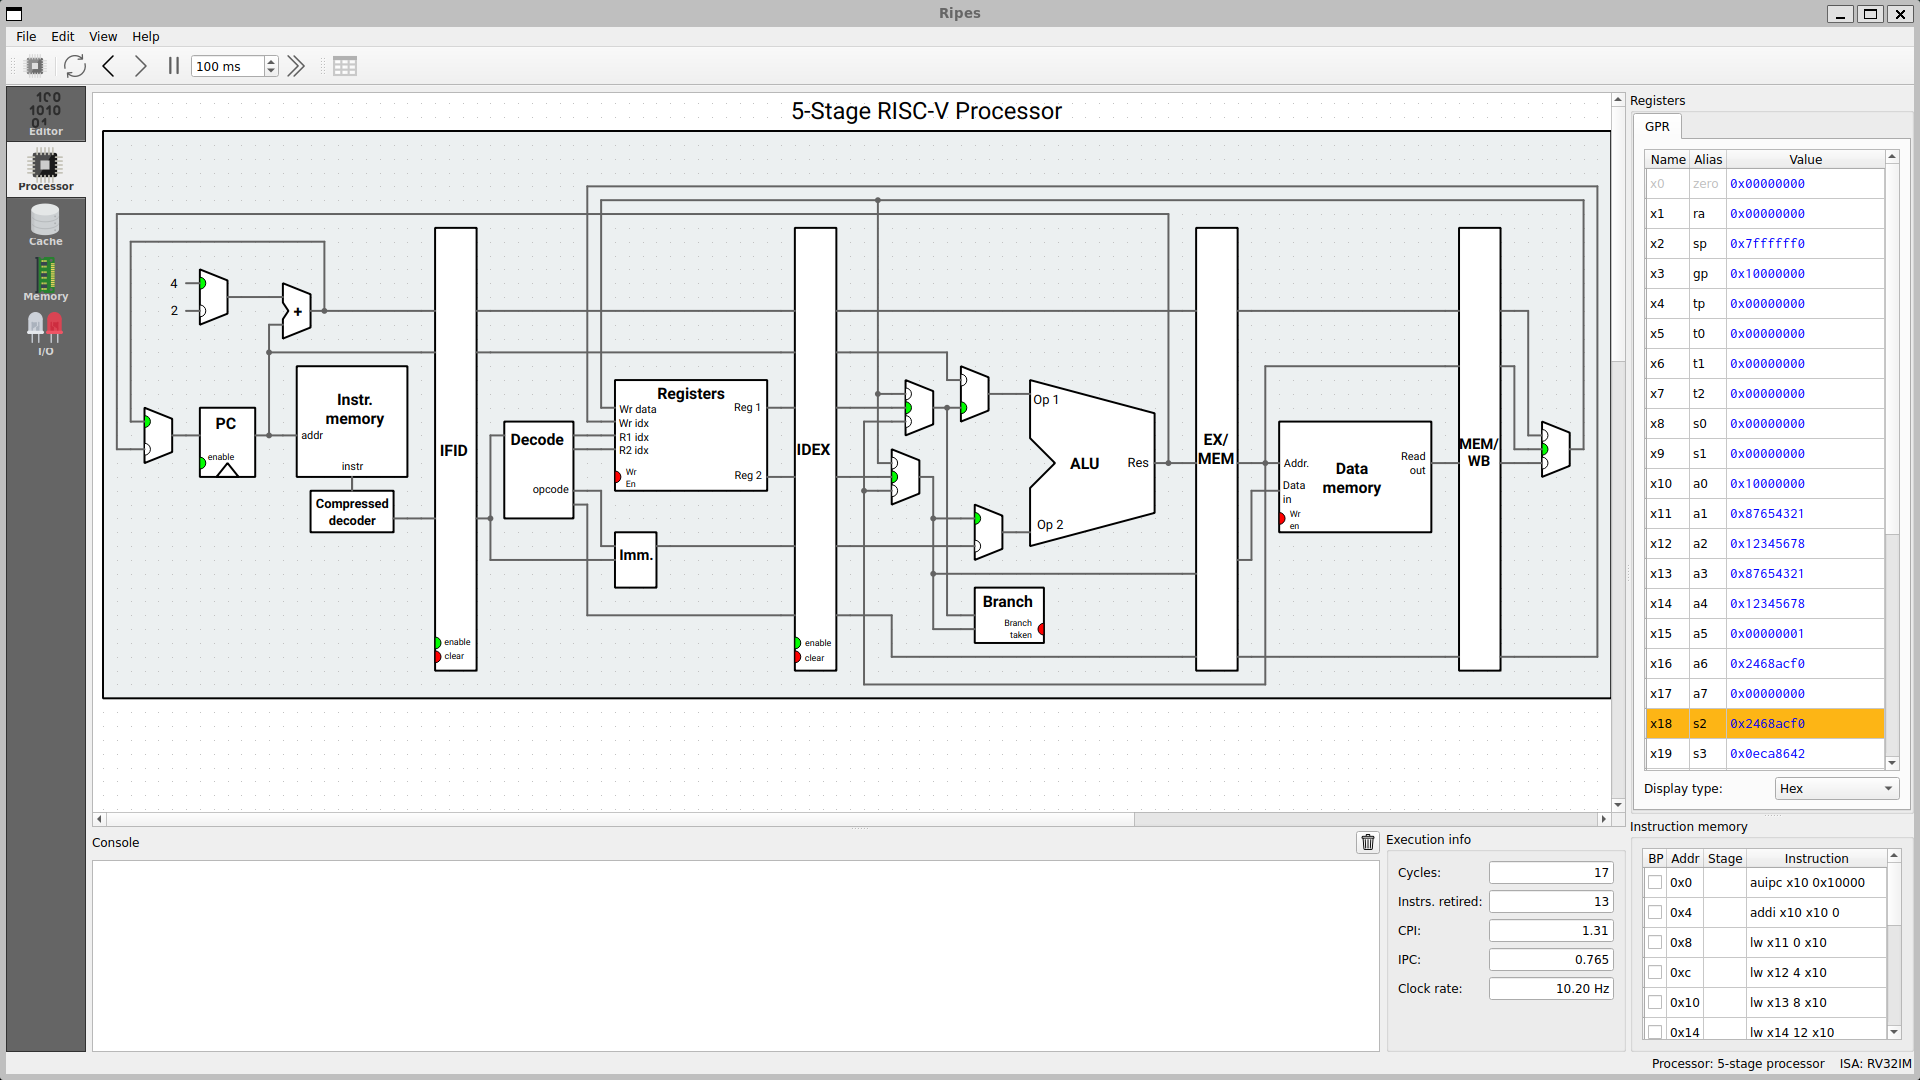 Ripes
File Edit View Help
100 ms
Editor
Processor
Cache
Memory
I/O
5-Stage RISC-V Processor
4
2
+
PC
enable
Instr.
memory
addr
instr
Compressed
decoder
IFID
enable
clear
Decode
opcode
Registers
Wr data
Wr idx
R1 idx
R2 idx
Wr
En
Reg 1
Reg 2
Imm.
IDEX
enable
clear
Op 1
ALU
Res
Op 2
Branch
Branch
taken
EX/
MEM
Addr.
Data
in
Wr
en
Data
memory
Read
out
MEM/
WB
Registers
GPR
Name Alias Value
x0 zero 0x00000000
x1 ra 0x00000000
x2 sp 0x7ffffff0
x3 gp 0x10000000
x4 tp 0x00000000
x5 t0 0x00000000
x6 t1 0x00000000
x7 t2 0x00000000
x8 s0 0x00000000
x9 s1 0x00000000
x10 a0 0x10000000
x11 a1 0x87654321
x12 a2 0x12345678
x13 a3 0x87654321
x14 a4 0x12345678
x15 a5 0x00000001
x16 a6 0x2468acf0
x17 a7 0x00000000
x18 s2 0x2468acf0
x19 s3 0x0eca8642
Display type: Hex
Console
Execution info
Cycles: 17
Instrs. retired: 13
CPI: 1.31
IPC: 0.765
Clock rate: 10.20 Hz
Instruction memory
BP Addr Stage Instruction
0x0 auipc x10 0x10000
0x4 addi x10 x10 0
0x8 lw x11 0 x10
0xc lw x12 4 x10
0x10 lw x13 8 x10
0x14 lw x14 12 x10
Processor: 5-stage processor ISA: RV32IM